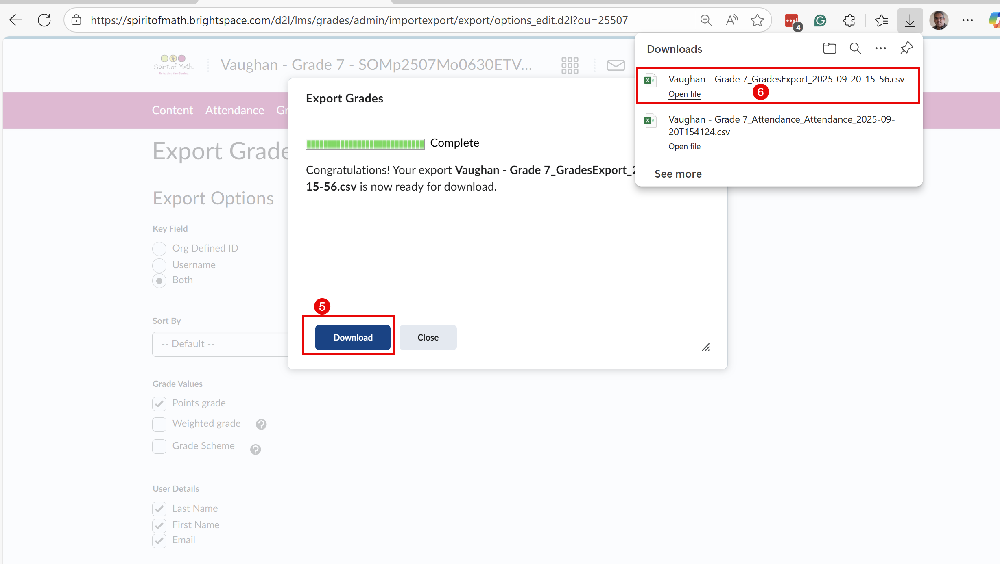 https://spiritofmath.brightspace.com/d2l/lms/grades/admin/importexport/export/options_edit.d2l?ou=25507
4
Downloads
Vaughan - Grade 7_GradesExport_2025-09-20-15-56.csv
Open file
6
Vaughan - Grade 7_Attendance_Attendance_2025-09-
20T154124.csv
Open file
See more
Spirit of Math
Releasing the Genius
Vaughan - Grade 7 - SOMp2507Mo0630ETV...
Content Attendance Gr
Export Grade
Export Grades
Complete
Congratulations! Your export Vaughan - Grade 7_GradesExport_2
15-56.csv is now ready for download.
5
Download Close
Export Options
Key Field
Org Defined ID
Username
Both
Sort By
-- Default --
Grade Values
Points grade
Weighted grade ?
Grade Scheme ?
User Details
Last Name
First Name
Email